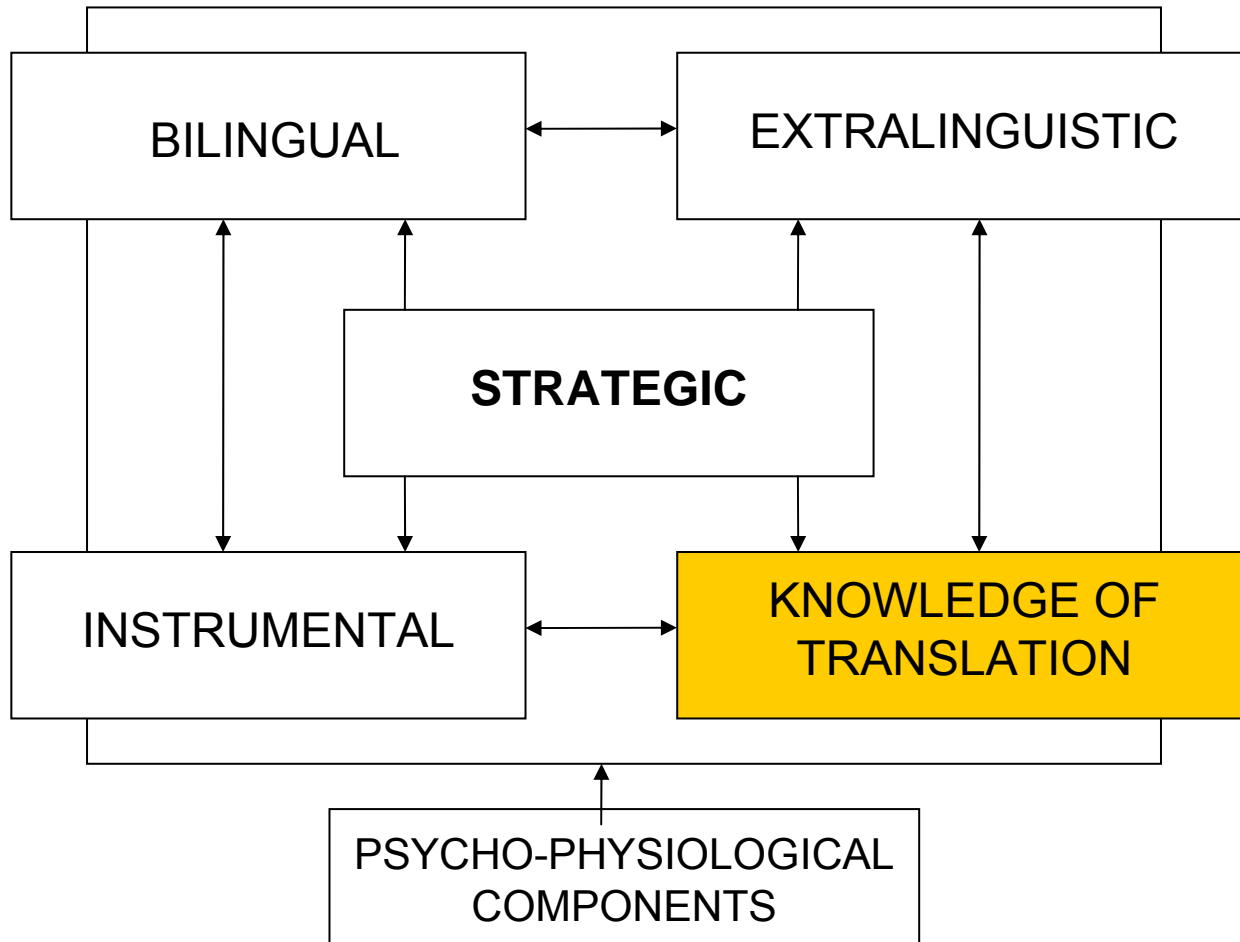 BILINGUAL
EXTRALINGUISTIC
STRATEGIC
INSTRUMENTAL
KNOWLEDGE OF
TRANSLATION
PSYCHO-PHYSIOLOGICAL
COMPONENTS